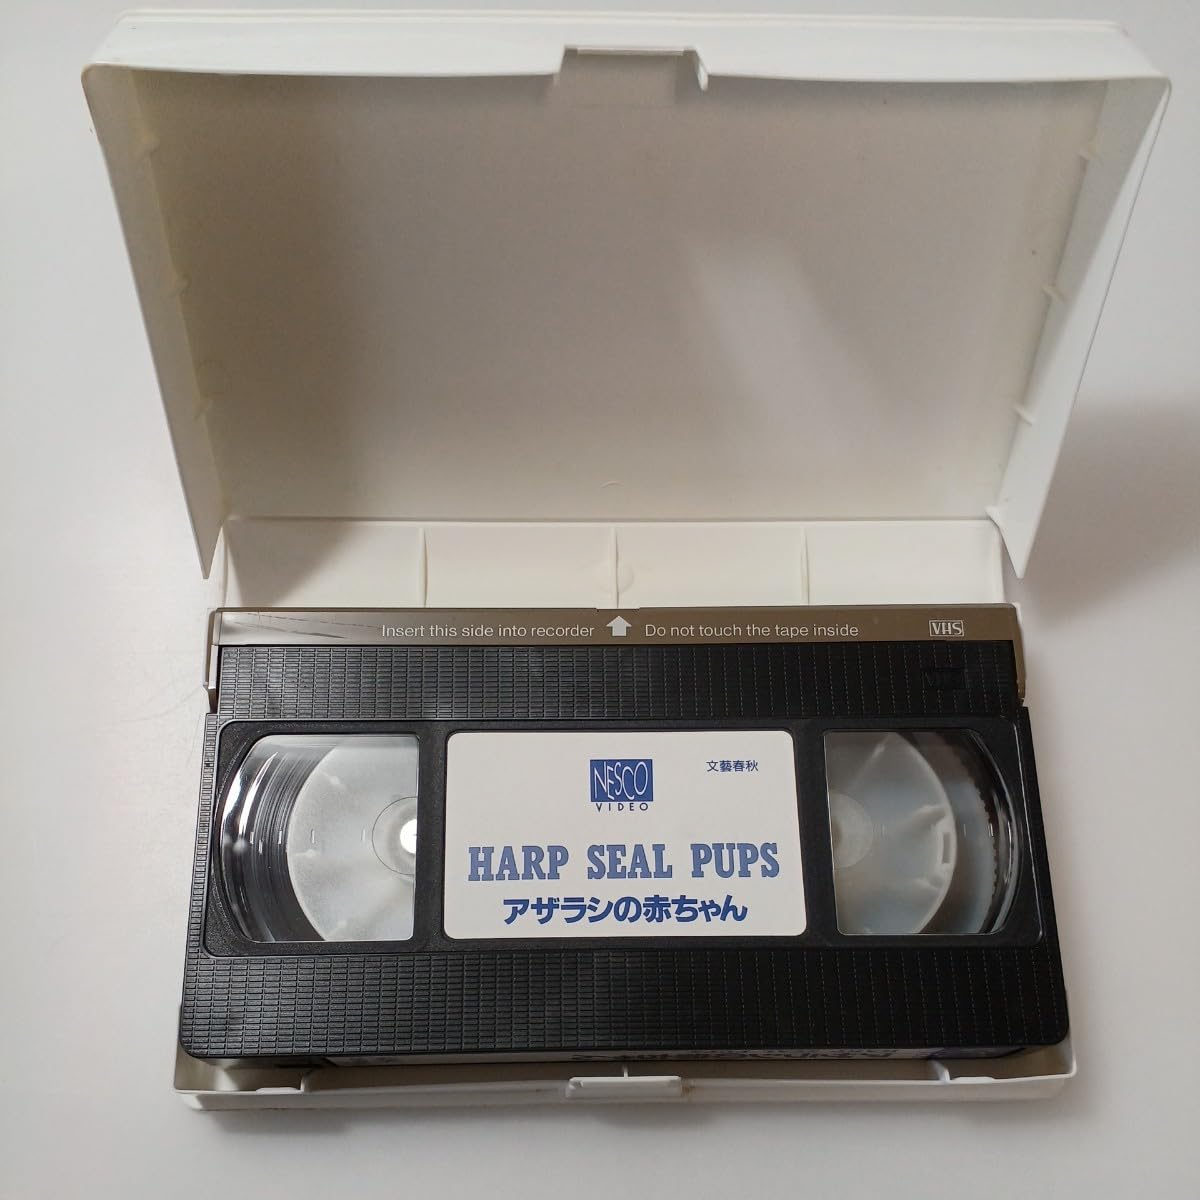 Insert this side into recorder Do not touch the tape inside VHS
NESCO
VIDEO
文藝春秋
HARP SEAL PUPS
アザラシの赤ちゃん